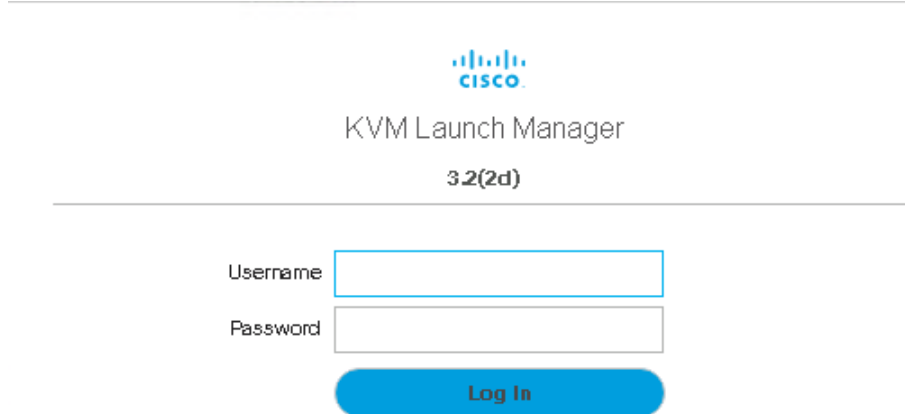 CISCO
KVM Launch Manager
3.2(2d)
Username
Password
Log In